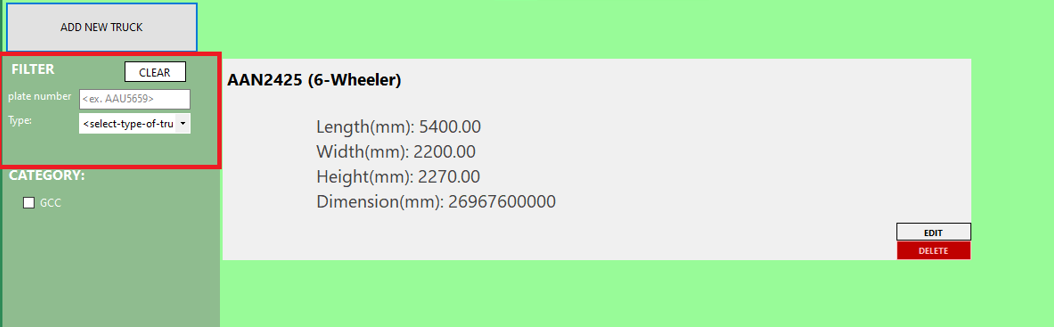 ADD NEW TRUCK
FILTER
CLEAR
plate number
<ex. AAU5659>
Type:
<select-type-of-tru
CATEGORY:
GCC
AAN2425 (6-Wheeler)
Length(mm): 5400.00
Width(mm): 2200.00
Height(mm): 2270.00
Dimension(mm): 26967600000
EDIT
DELETE